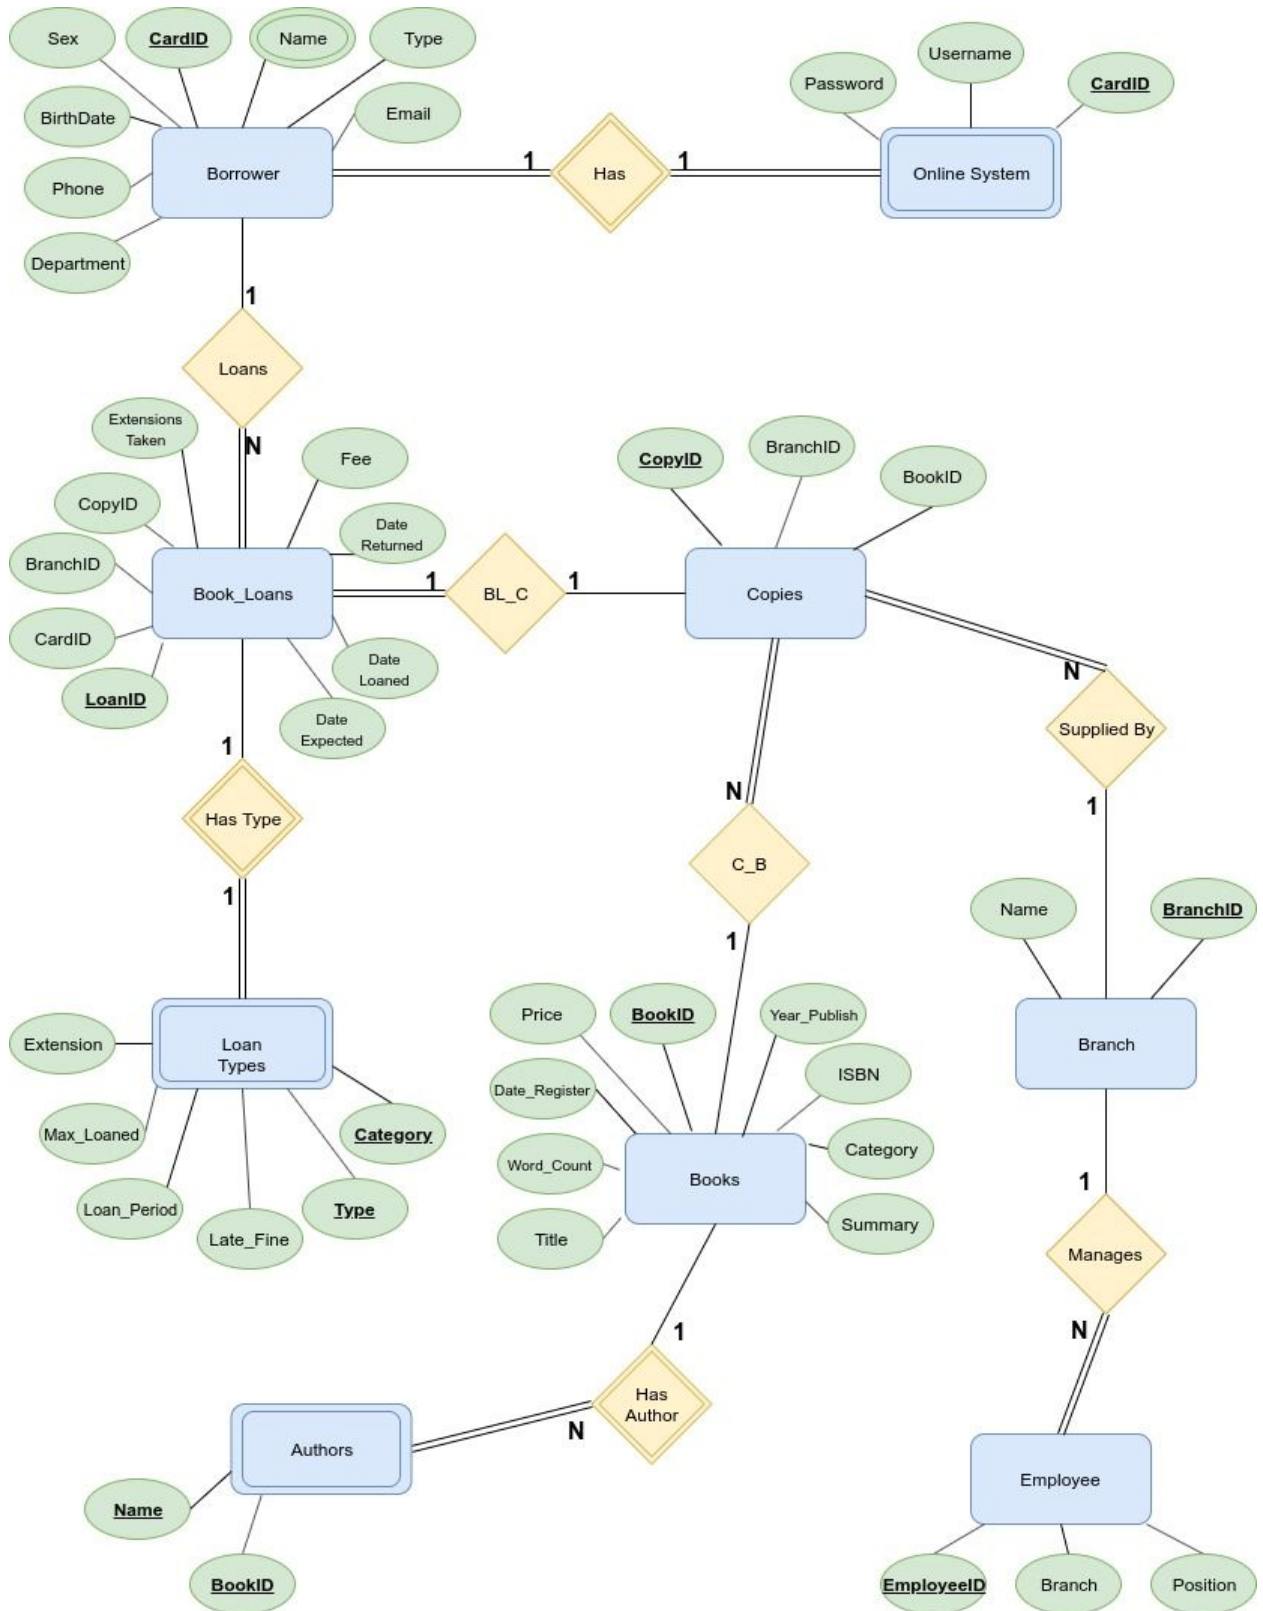 Sex
CardID
Name
Type
Username
Password
CardID
BirthDate
Email
Borrower
1
Has
1
Online System
Phone
Department
1
Loans
N
Extensions
Taken
Fee
CopyID
BranchID
BookID
CopyID
Date
Returned
BranchID
Book_Loans
1
BL_C
1
Copies
CardID
Date
Loaned
LoanID
Date
Expected
N
Supplied By
1
1
Has Type
1
N
C_B
1
Name
BranchID
Price
BookID
Year_Publish
Extension
Loan
Types
Branch
ISBN
Date_Register
Max_Loaned
Category
Category
Word_Count
Books
Loan_Period
Type
Late_Fine
Title
Summary
1
Manages
N
1
Has
Author
N
Authors
Employee
Name
BookID
EmployeeID
Branch
Position